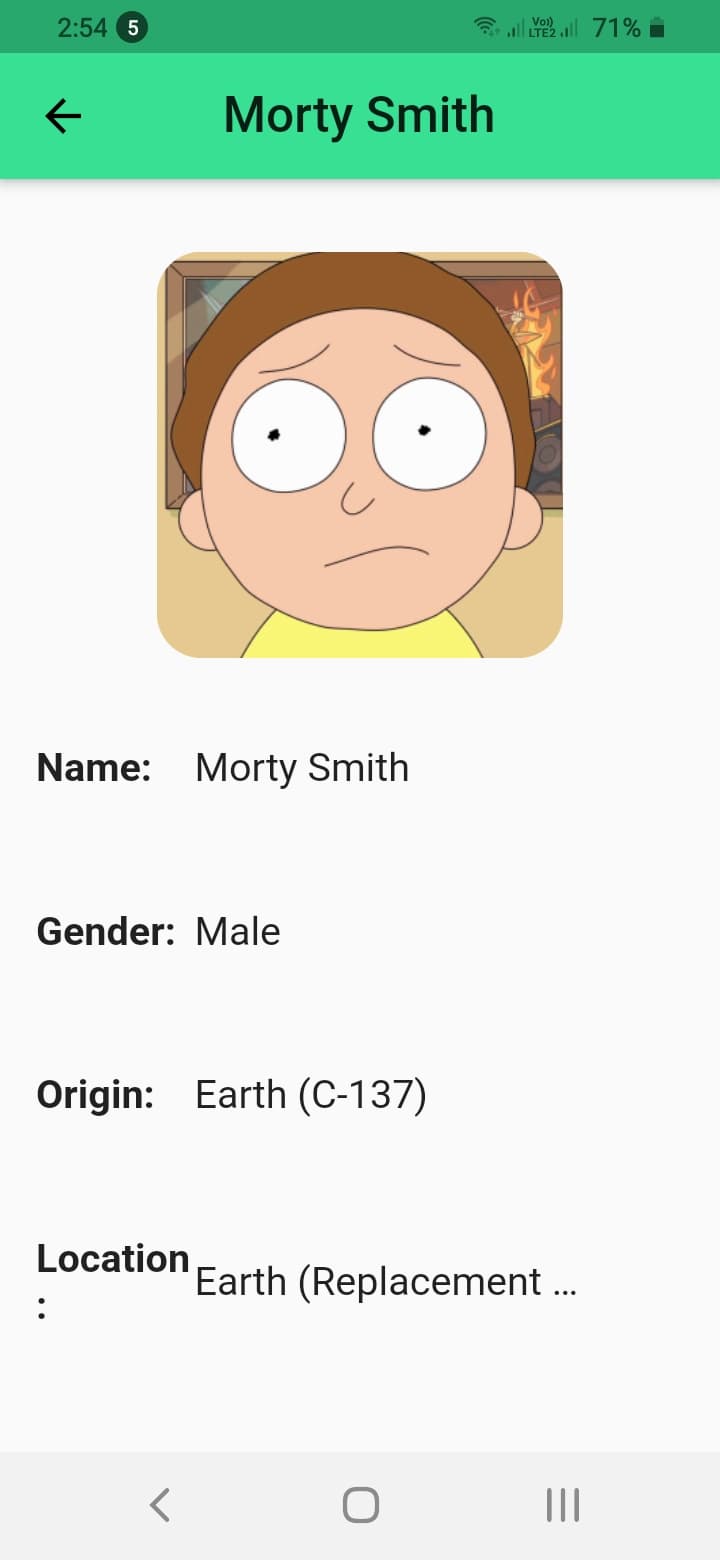 2:54 5 Vo)) LTE2 71%
Morty Smith
Name: Morty Smith
Gender: Male
Origin: Earth (C-137)
Location
: Earth (Replacement ...